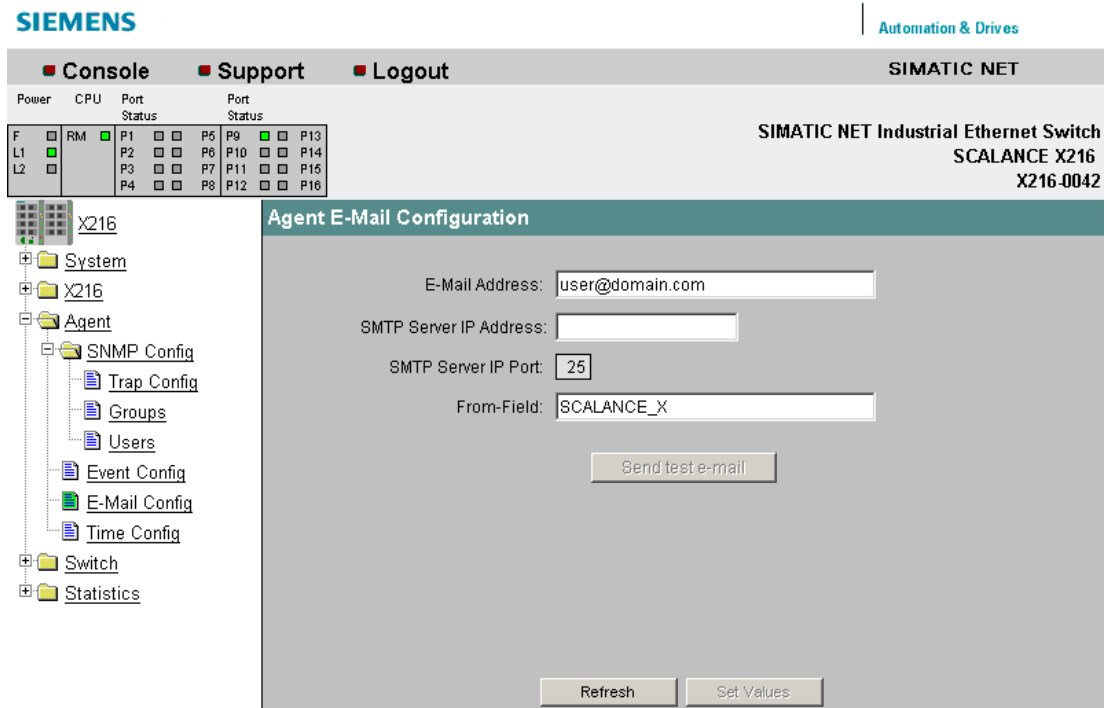 SIEMENS
Automation & Drives
Console Support Logout SIMATIC NET
Power CPU Port Status Port Status
F RM P1 P5 P9 P13
L1 P2 P6 P10 P14
L2 P3 P7 P11 P15
P4 P8 P12 P16
SIMATIC NET Industrial Ethernet Switch
SCALANCE X216
X216-0042
X216
System
X216
Agent
SNMP Config
Trap Config
Groups
Users
Event Config
E-Mail Config
Time Config
Switch
Statistics
Agent E-Mail Configuration
E-Mail Address: user@domain.com
SMTP Server IP Address:
SMTP Server IP Port: 25
From-Field: SCALANCE_X
Send test e-mail
Refresh Set Values